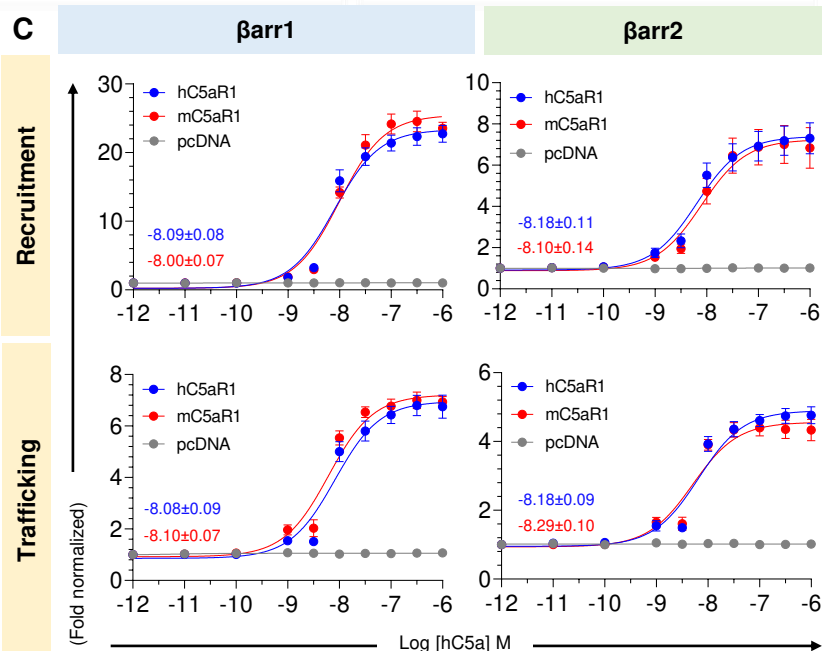 C
βarr1
βarr2
Recruitment
30
20
10
0
hC5aR1
mC5aR1
pcDNA
-8.09±0.08
-8.00±0.07
-12 -11 -10 -9 -8 -7 -6
10
8
6
4
2
0
hC5aR1
mC5aR1
pcDNA
-8.18±0.11
-8.10±0.14
-12 -11 -10 -9 -8 -7 -6
Trafficking
8
6
4
2
0
hC5aR1
mC5aR1
pcDNA
-8.08±0.09
-8.10±0.07
-12 -11 -10 -9 -8 -7 -6
6
4
2
0
hC5aR1
mC5aR1
pcDNA
-8.18±0.09
-8.29±0.10
-12 -11 -10 -9 -8 -7 -6
(Fold normalized)
Log [hC5a] M